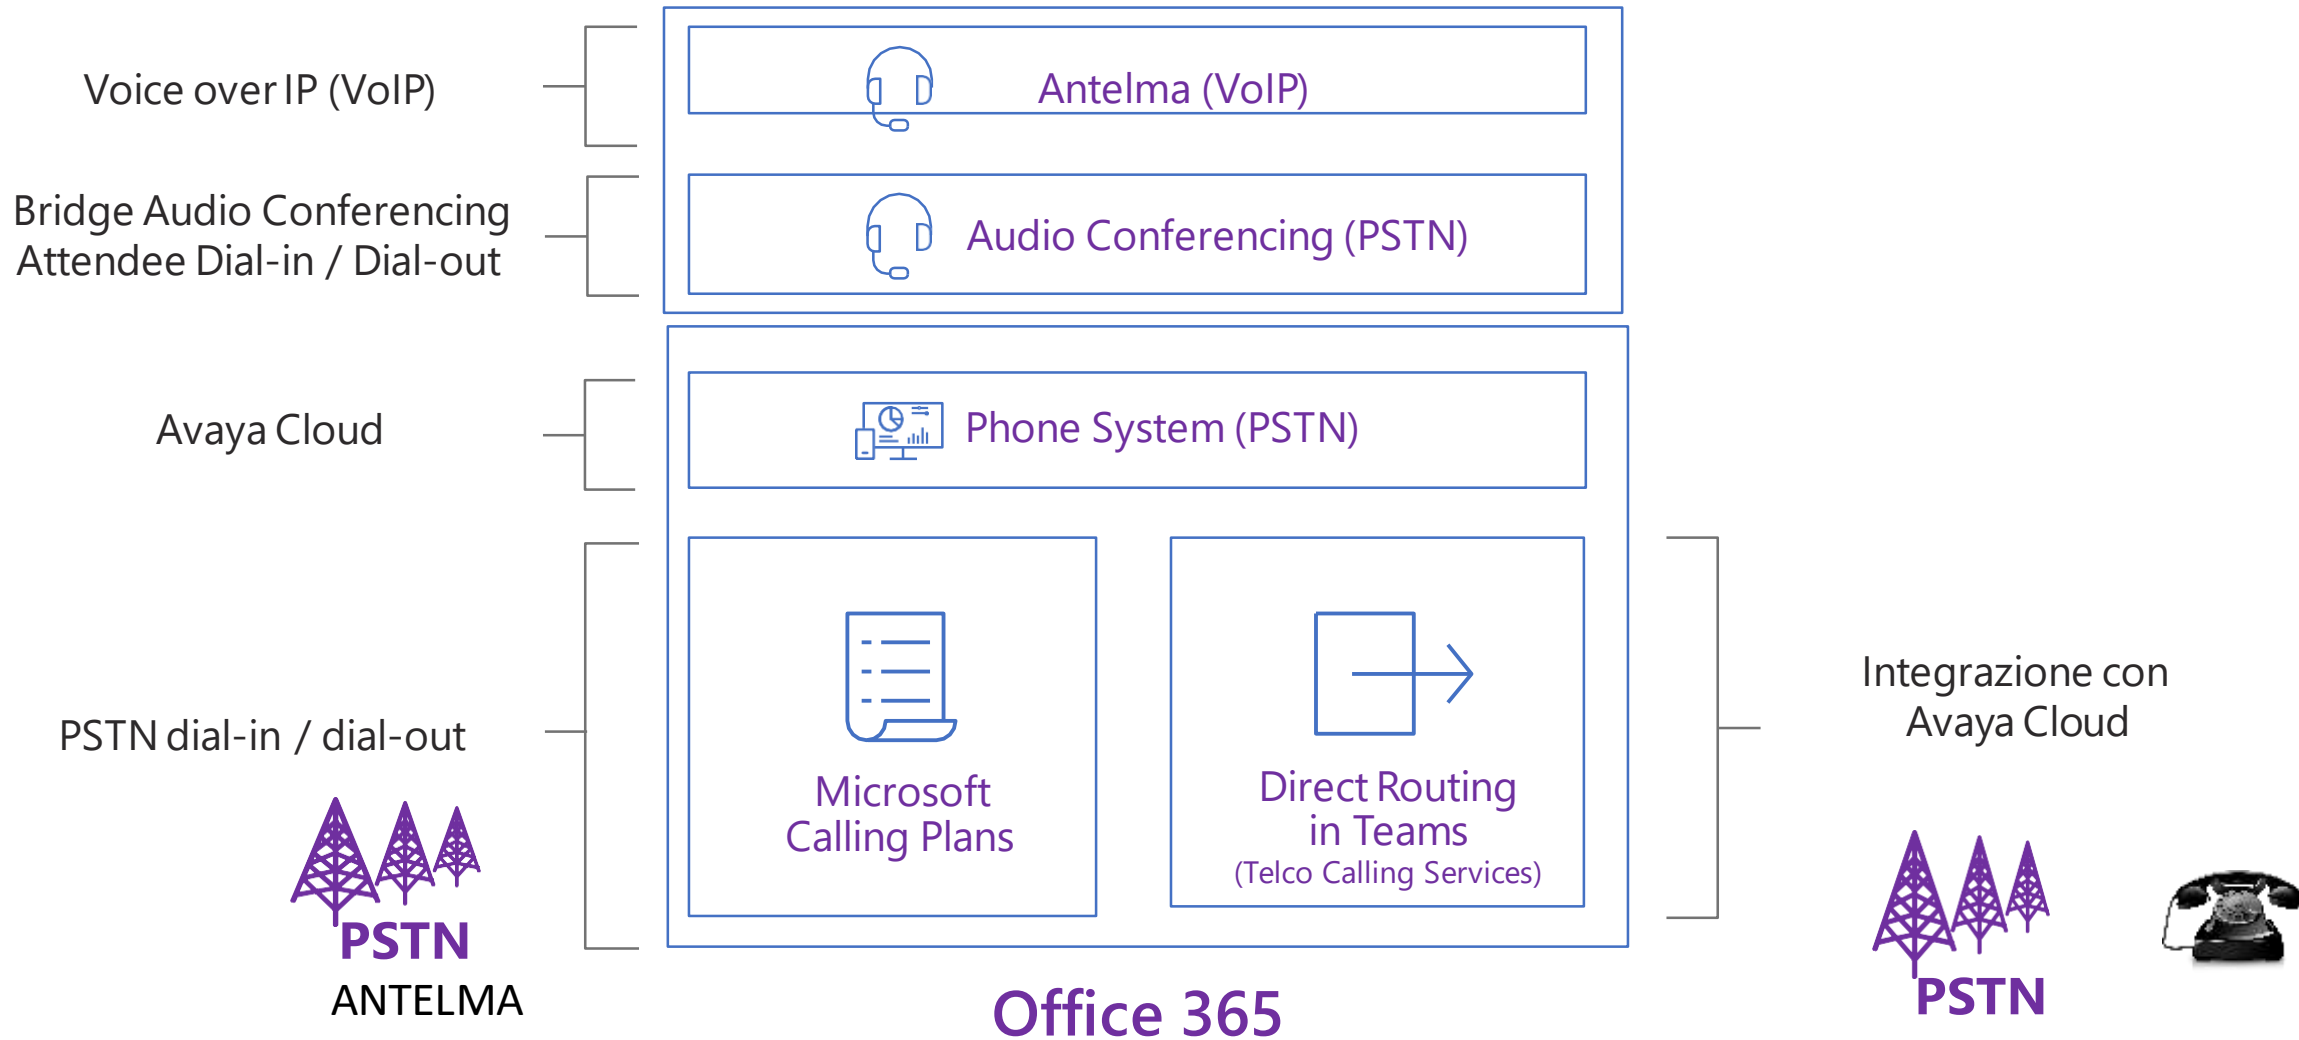 Voice over IP (VoIP)
Antelma (VoIP)
Bridge Audio Conferencing
Attendee Dial-in / Dial-out
Audio Conferencing (PSTN)
Avaya Cloud
Phone System (PSTN)
PSTN dial-in / dial-out
PSTN
ANTELMA
Microsoft
Calling Plans
Direct Routing
in Teams
(Telco Calling Services)
Integrazione con
Avaya Cloud
PSTN
Office 365